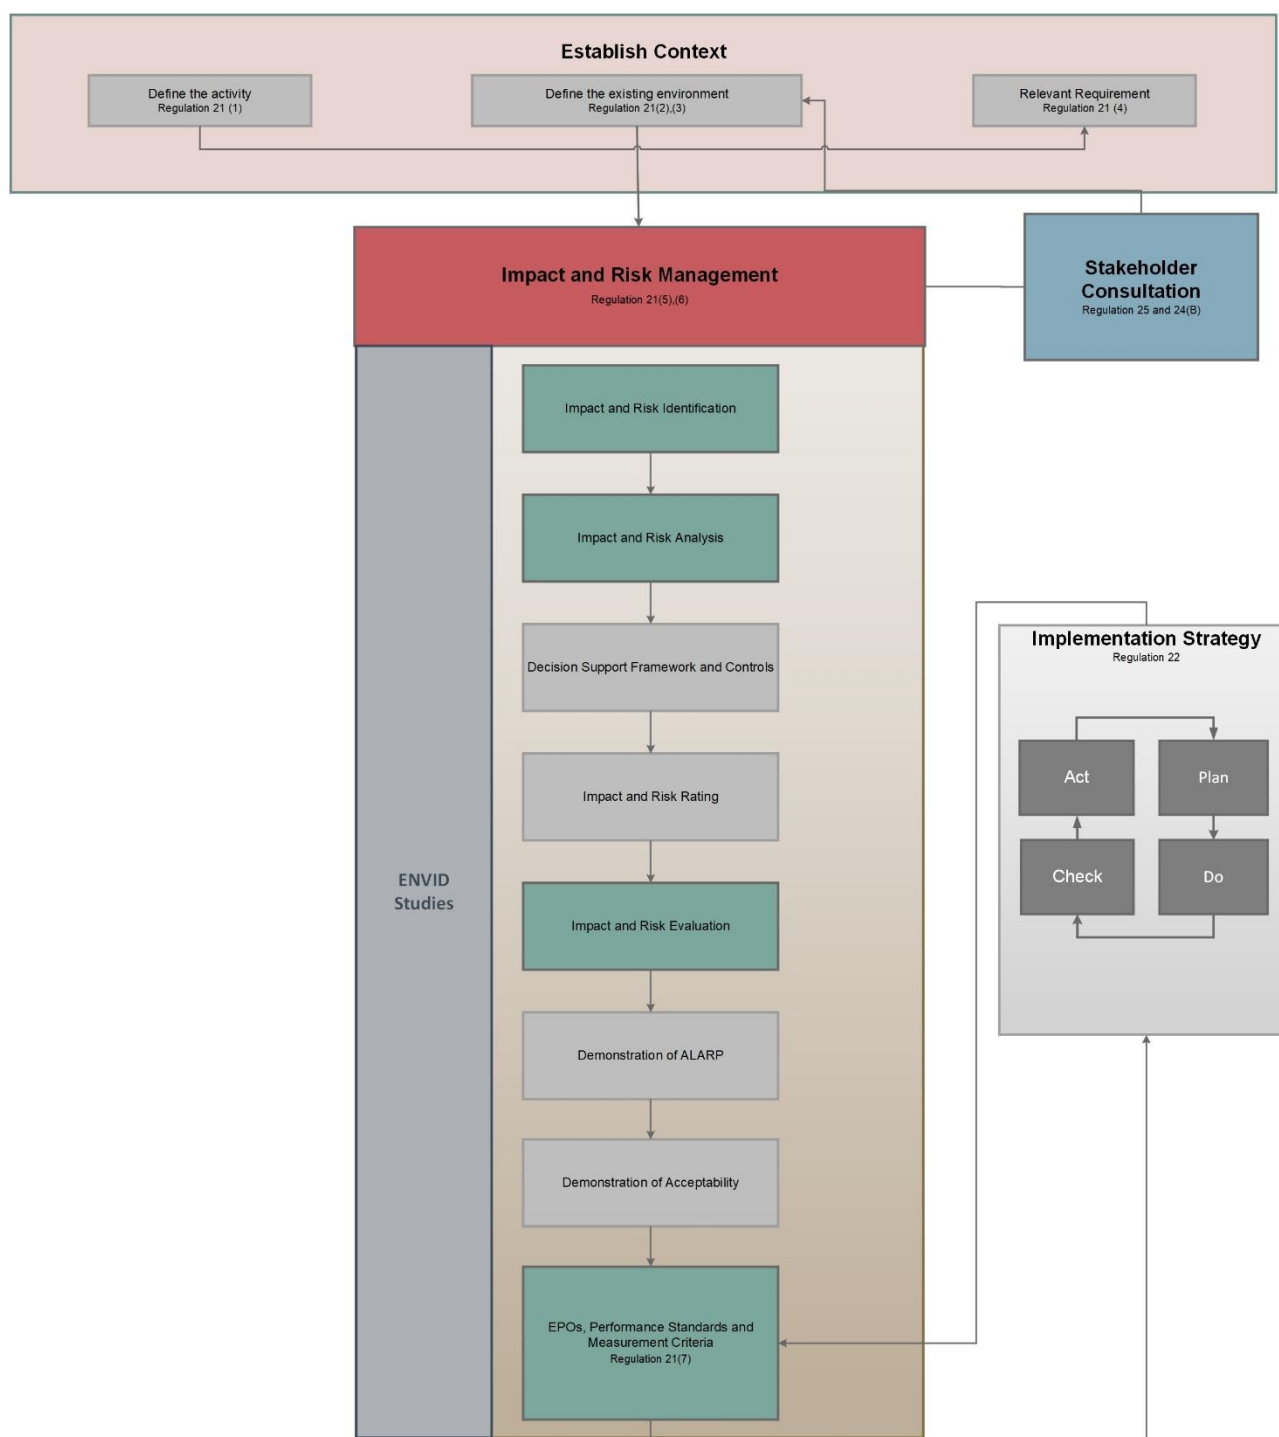 Establish Context
Define the activity
Regulation 21 (1)
Define the existing environment
Regulation 21(2),(3)
Relevant Requirement
Regulation 21 (4)
Impact and Risk Management
Regulation 21(5),(6)
Stakeholder
Consultation
Regulation 25 and 24(B)
Impact and Risk Identification
Impact and Risk Analysis
Decision Support Framework and Controls
Impact and Risk Rating
ENVID
Studies
Impact and Risk Evaluation
Demonstration of ALARP
Demonstration of Acceptability
EPOs, Performance Standards and
Measurement Criteria
Regulation 21(7)
Implementation Strategy
Regulation 22
Act
Plan
Check
Do